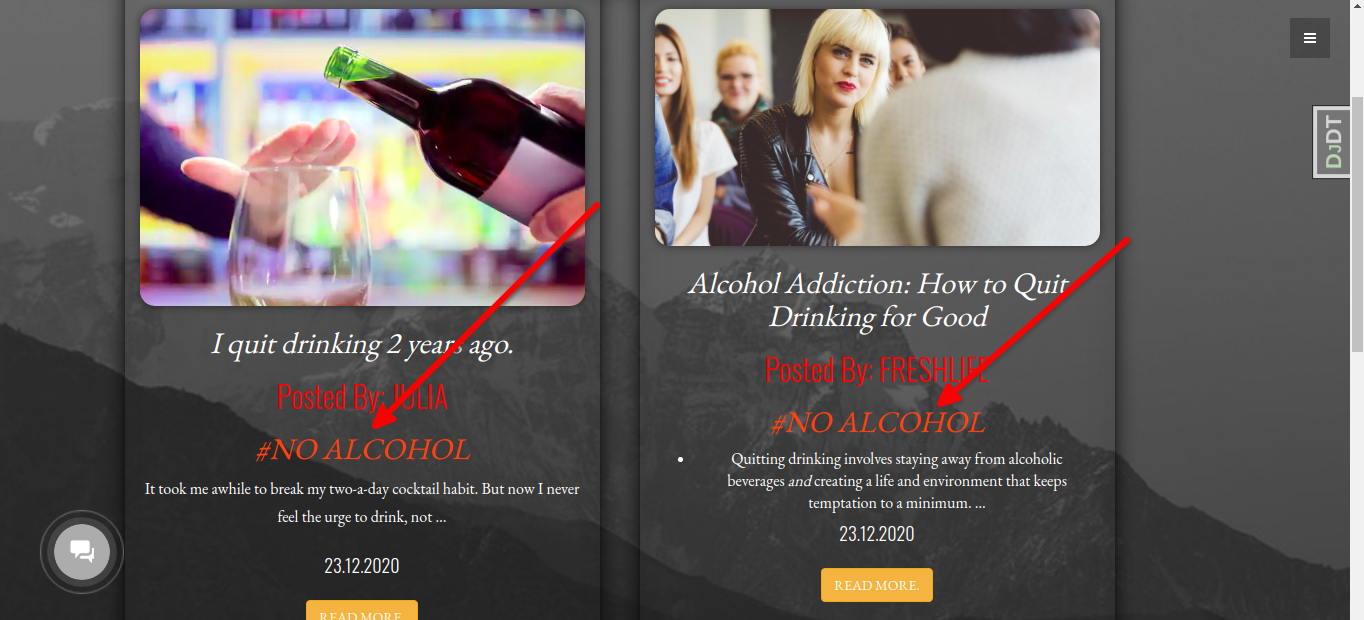 I quit drinking 2 years ago.
Posted By: JULIA
#NO ALCOHOL
It took me awhile to break my two-a-day cocktail habit. But now I never
feel the urge to drink, not ...
23.12.2020
READ MORE.
Alcohol Addiction: How to Quit
Drinking for Good
Posted By: FRESHLIFE
#NO ALCOHOL
• Quitting drinking involves staying away from alcoholic
beverages and creating a life and environment that keeps
temptation to a minimum. ...
23.12.2020
READ MORE.
DjDT